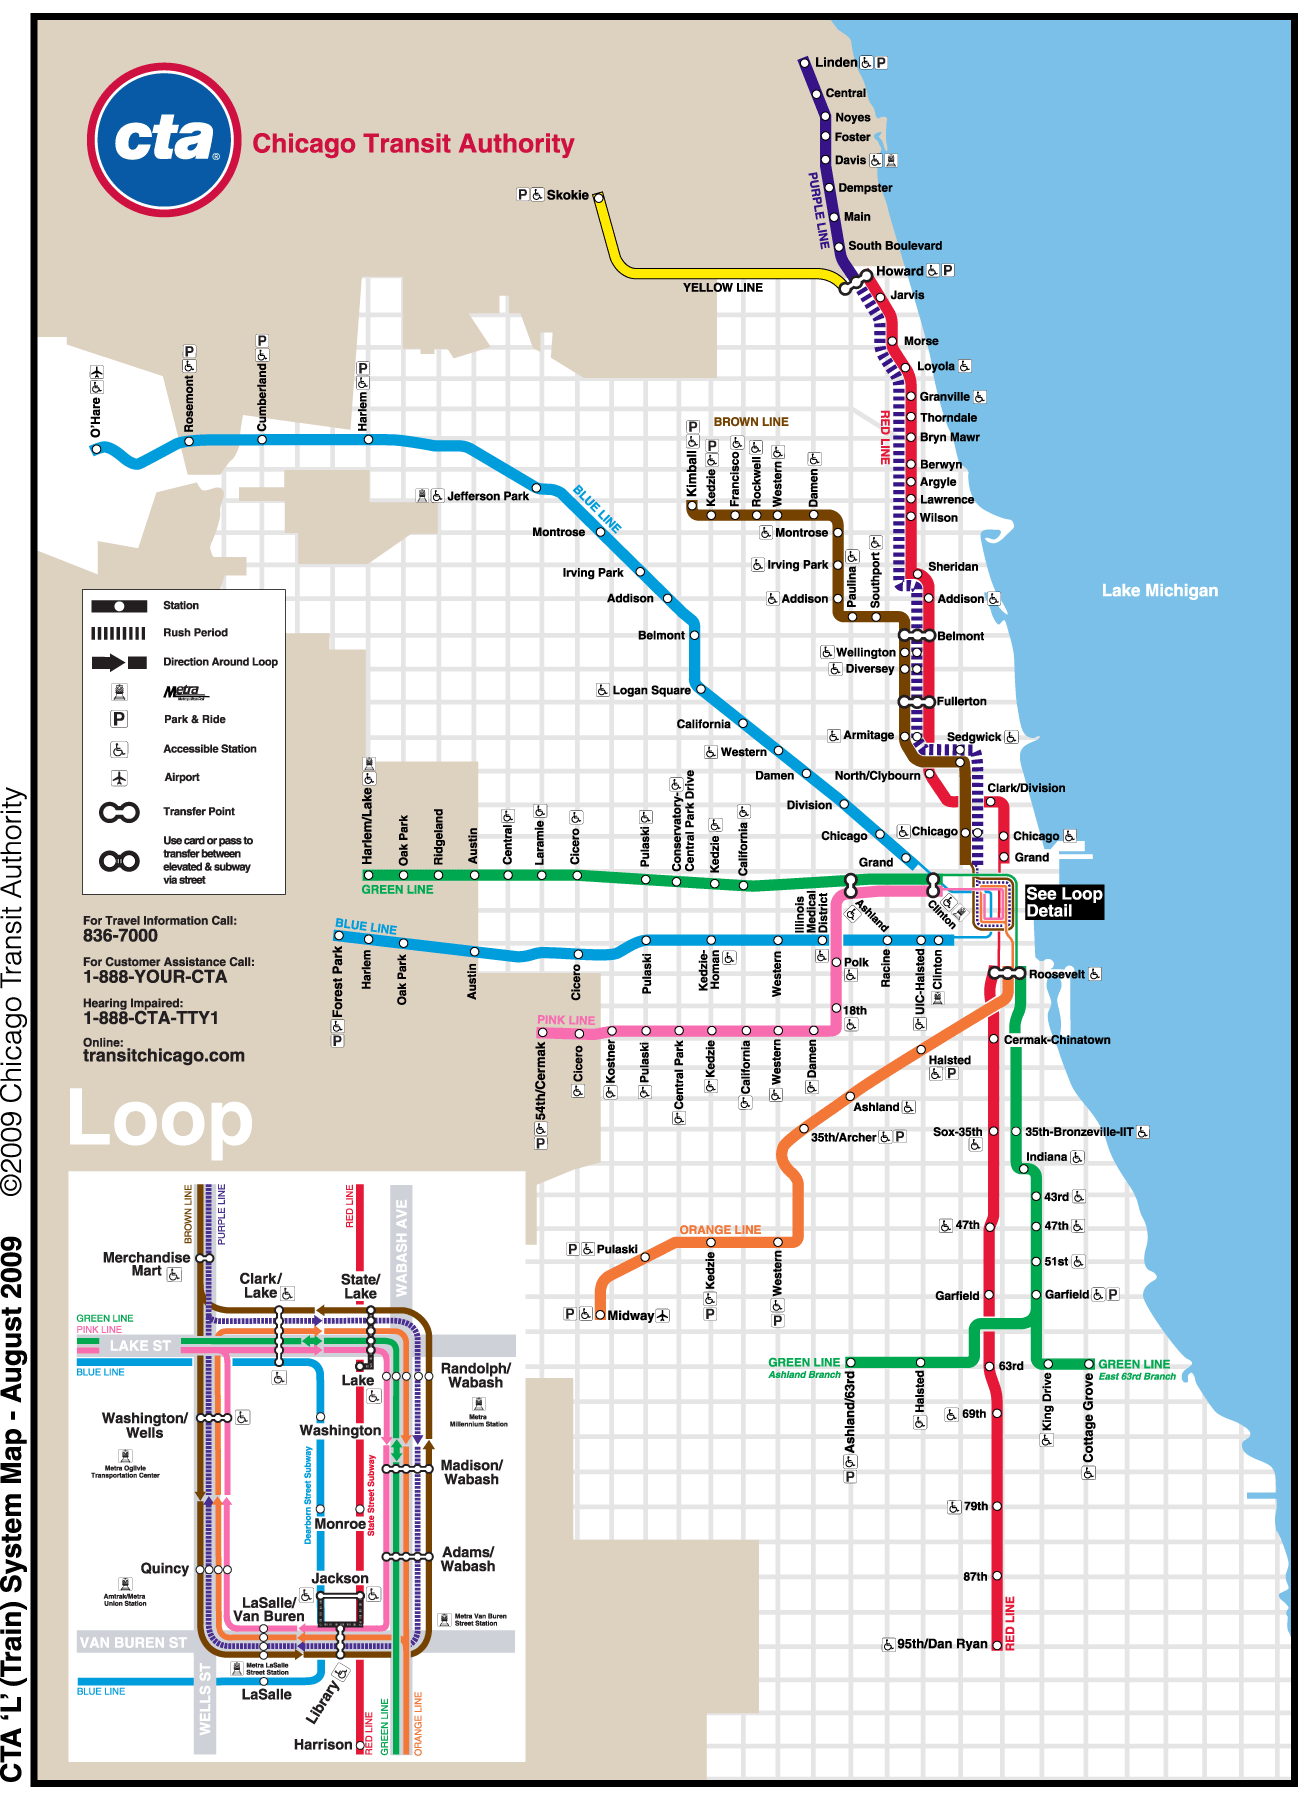 cta®
Chicago Transit Authority
Linden P
Central
Noyes
Foster
Davis
Dempster
Main
South Boulevard
PURPLE LINE
P Skokie
YELLOW LINE
Howard P
Jarvis
Morse
Loyola
Granville
Thorndale
Bryn Mawr
Berwyn
Argyle
Lawrence
Wilson
Sheridan
Addison
Belmont
Wellington
Diversey
Fullerton
Armitage
Sedgwick
North/Clybourn
Clark/Division
Chicago
Chicago
Grand
RED LINE
Lake Michigan
O'Hare
Rosemont P
Cumberland P
Harlem P
Jefferson Park
BLUE LINE
Montrose
Irving Park
Addison
Belmont
Logan Square
California
Western
Damen
Division
Chicago
Grand
BROWN LINE
Kimball P
Kedzie P
Francisco
Rockwell
Western
Damen
Montrose
Irving Park
Addison
Paulina
Southport
Station
Rush Period
Direction Around Loop
Metra
P Park & Ride
Accessible Station
Airport
Transfer Point
Use card or pass to
transfer between
elevated & subway
via street
Harlem/Lake
Oak Park
Ridgeland
Austin
Central
Laramie
Cicero
Pulaski
Conservatory-
Central Park Drive
Kedzie
California
Ashland
Clinton
GREEN LINE
See Loop
Detail
BLUE LINE
Forest Park P
Harlem
Oak Park
Austin
Cicero
Pulaski
Kedzie-
Homan
Western
Illinois
Medical
District
Racine
UIC-Halsted
Clinton
Polk
18th
PINK LINE
54th/Cermak P
Cicero
Kostner
Pulaski
Central Park
Kedzie
California
Western
Damen
Roosevelt
Cermak-Chinatown
Halsted
P
Ashland
35th/Archer P
ORANGE LINE
P Pulaski
Kedzie P
Western P
P Midway
Sox-35th
35th-Bronzeville-IIT
Indiana
43rd
47th
47th
51st
Garfield
Garfield P
GREEN LINE
Ashland Branch
63rd
GREEN LINE
East 63rd Branch
Ashland/63rd P
Halsted
King Drive
Cottage Grove
69th
79th
87th
95th/Dan Ryan
RED LINE
For Travel Information Call:
836-7000
For Customer Assistance Call:
1-888-YOUR-CTA
Hearing Impaired:
1-888-CTA-TTY1
Online:
transitchicago.com
Loop
BROWN LINE
PURPLE LINE
RED LINE
WABASH AVE
Merchandise
Mart
Clark/
Lake
State/
Lake
GREEN LINE
PINK LINE
LAKE ST
BLUE LINE
Lake
Randolph/
Wabash
Metra
Millennium Station
Washington/
Wells
Washington
Metra Ogilvie
Transportation Center
Dearborn Street Subway
State Street Subway
Madison/
Wabash
Monroe
Quincy
Adams/
Wabash
Jackson
Amtrak/Metra
Union Station
LaSalle/
Van Buren
Metra Van Buren
Street Station
VAN BUREN ST
Metra LaSalle
Street Station
BLUE LINE
LaSalle
WELLS ST
Library
Harrison
RED LINE
GREEN LINE
ORANGE LINE
CTA 'L' (Train) System Map - August 2009 ©2009 Chicago Transit Authority